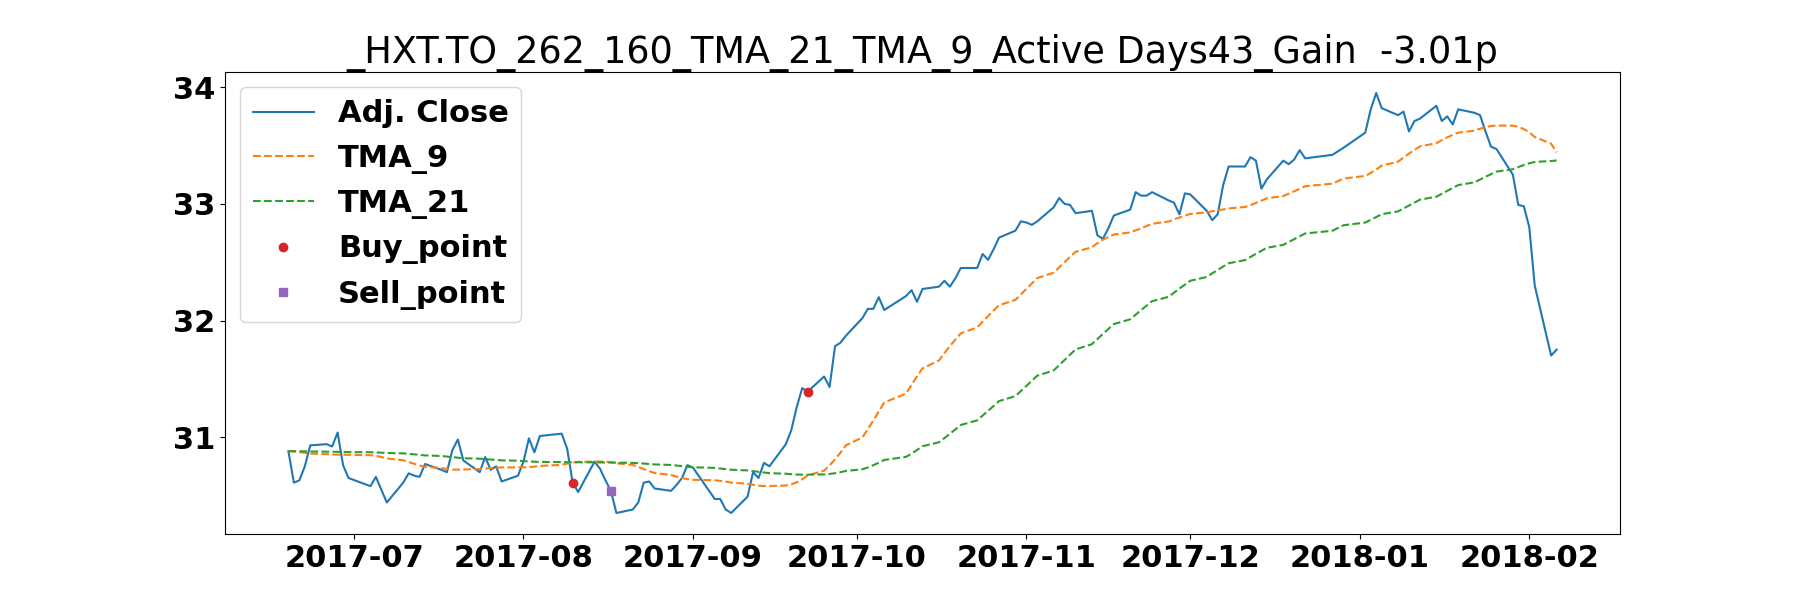 _HXT.TO_262_160_TMA_21_TMA_9_Active Days43_Gain  -3.01p
34
33
32
31
Adj. Close
TMA_9
TMA_21
Buy_point
Sell_point
2017-07 2017-08 2017-09 2017-10 2017-11 2017-12 2018-01 2018-02